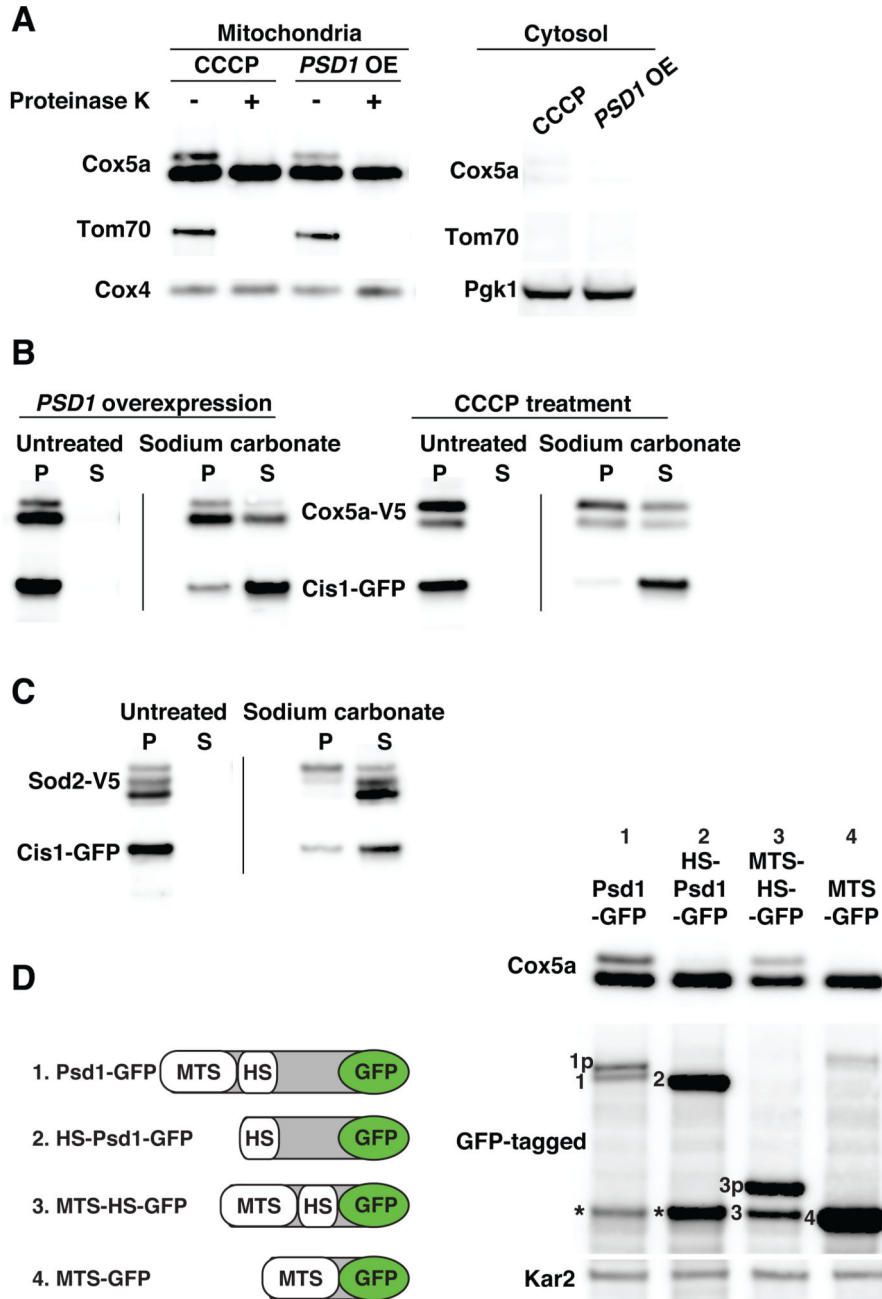 A
Mitochondria
Cytosol
CCCP PSD1 OE
CCCP PSD1 OE
Proteinase K - + - +
Cox5a
Cox5a
Tom70
Tom70
Cox4
Pgk1
B
PSD1 overexpression
CCCP treatment
Untreated Sodium carbonate
Untreated Sodium carbonate
P S P S
P S P S
Cox5a-V5
Cis1-GFP
C
Untreated Sodium carbonate
P S P S
Sod2-V5
Cis1-GFP
D
1. Psd1-GFP MTS HS GFP
2. HS-Psd1-GFP HS GFP
3. MTS-HS-GFP MTS HS GFP
4. MTS-GFP MTS GFP
1 2 3 4
Psd1
-GFP
HS-
Psd1
-GFP
MTS-
HS-
-GFP
MTS
-GFP
Cox5a
1p
1 2
GFP-tagged
3p
* * 3 4
Kar2